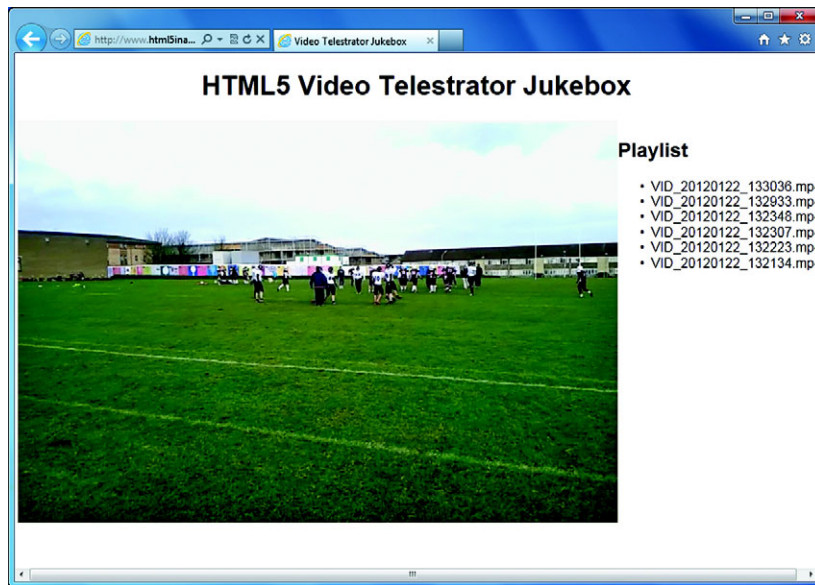 http://www.html5ina...
Video Telestrator Jukebox
HTML5 Video Telestrator Jukebox
Playlist
VID_20120122_133036.mp
VID_20120122_132933.mp
VID_20120122_132348.mp
VID_20120122_132307.mp
VID_20120122_132223.mp
VID_20120122_132134.mp